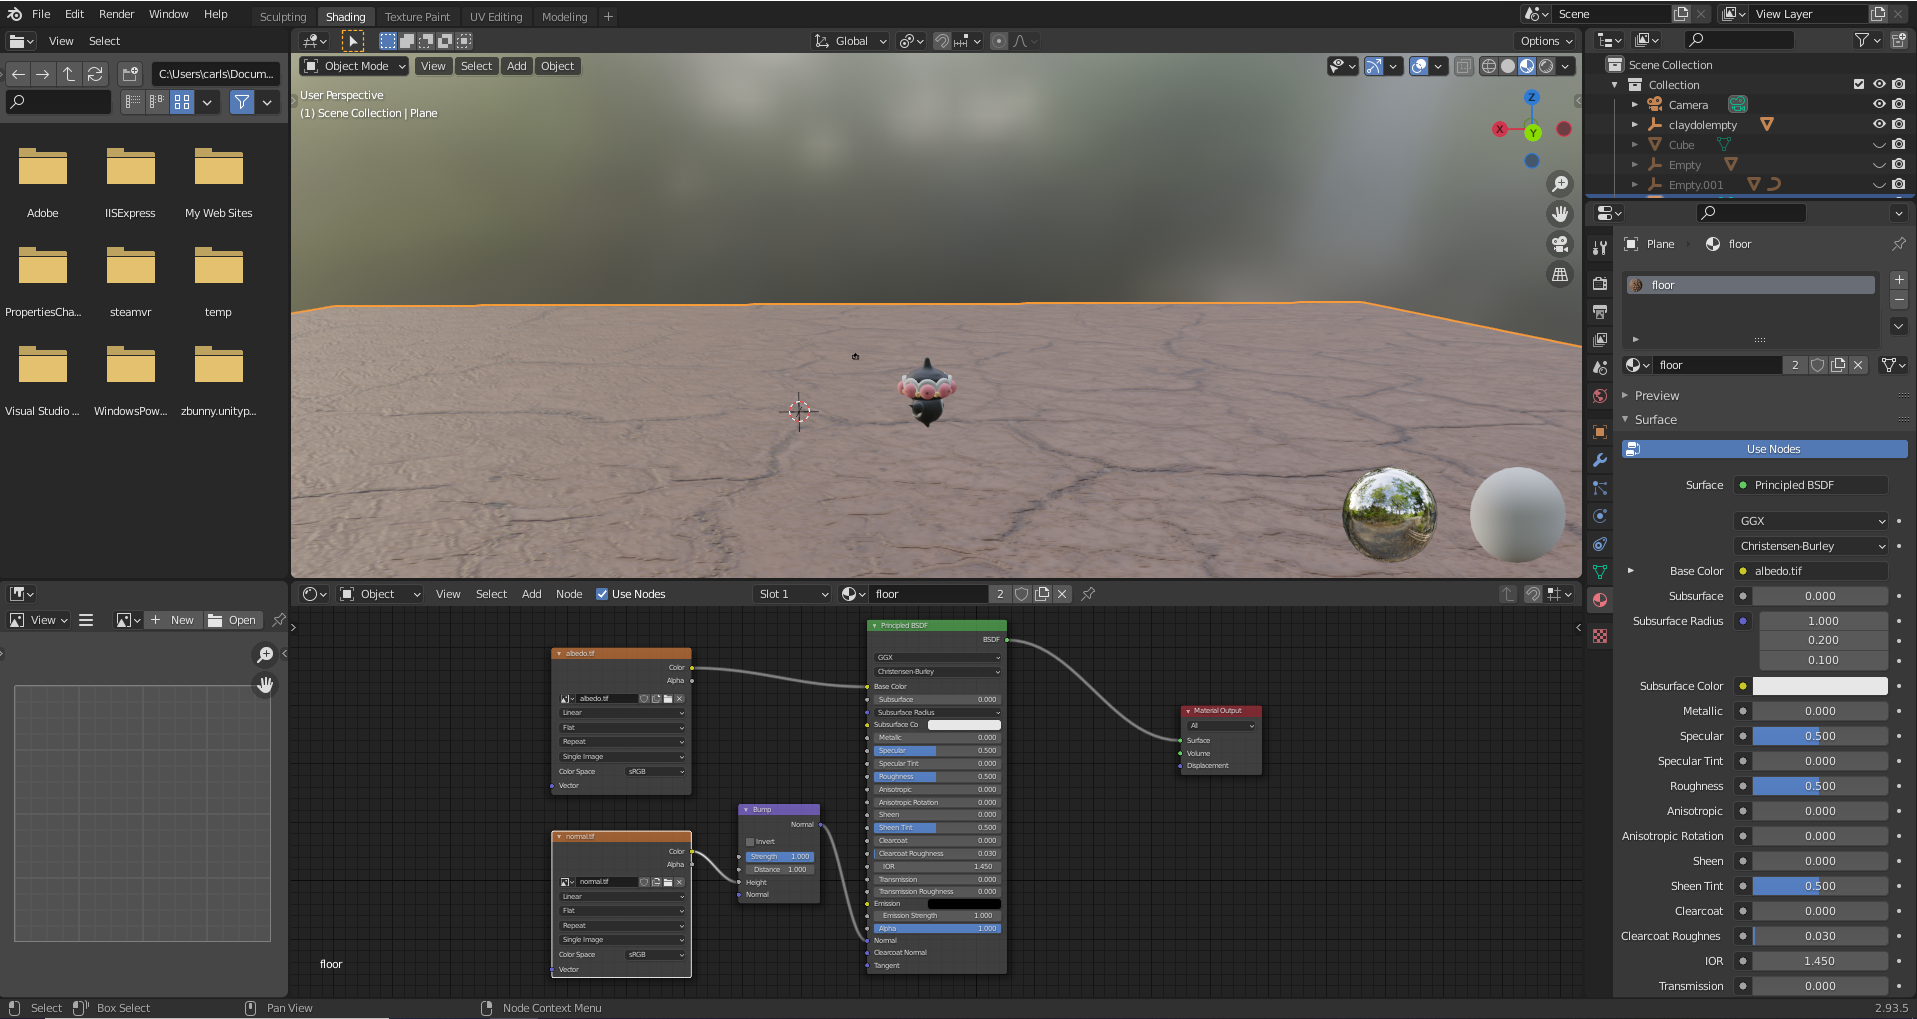 File Edit Render Window Help
Sculpting Shading Texture Paint UV Editing Modeling +
Scene
View Layer
View Select
C:\Users\carls\Docum...
Adobe IISExpress My Web Sites
PropertiesCha... steamvr temp
Visual Studio ... WindowsPow... zbunny.unityp...
Global
Options
Object Mode View Select Add Object
User Perspective
(1) Scene Collection | Plane
Z
X
Y
Scene Collection
Collection
Camera
claydolempty
Cube
Empty
Empty.001
Plane floor
floor
floor 2
Preview
Surface
Use Nodes
Surface Principled BSDF
GGX
Christensen-Burley
Base Color albedo.tif
Subsurface 0.000
Subsurface Radius 1.000
0.200
0.100
Subsurface Color
Metallic 0.000
Specular 0.500
Specular Tint 0.000
Roughness 0.500
Anisotropic 0.000
Anisotropic Rotation 0.000
Sheen 0.000
Sheen Tint 0.500
Clearcoat 0.000
Clearcoat Roughnes 0.030
IOR 1.450
Transmission 0.000
View + New Open
Object View Select Add Node Use Nodes Slot 1 floor 2
albedo.tif
Color
Alpha
albedo.tif
Linear
Flat
Repeat
Single Image
Color Space sRGB
Vector
normal.tif
Color
Alpha
normal.tif
Linear
Flat
Repeat
Single Image
Color Space sRGB
Vector
Bump
Normal
Invert
Strength 1.000
Distance 1.000
Height
Normal
Principled BSDF
BSDF
GGX
Christensen-Burley
Base Color
Subsurface 0.000
Subsurface Radius
Subsurface Co
Metallic 0.000
Specular 0.500
Specular Tint 0.000
Roughness 0.500
Anisotropic 0.000
Anisotropic Rotation 0.000
Sheen 0.000
Sheen Tint 0.500
Clearcoat 0.000
Clearcoat Roughness 0.030
IOR 1.450
Transmission 0.000
Transmission Roughness 0.000
Emission
Emission Strength 1.000
Alpha 1.000
Normal
Clearcoat Normal
Tangent
Material Output
All
Surface
Volume
Displacement
floor
Select Box Select Pan View Node Context Menu 2.93.5